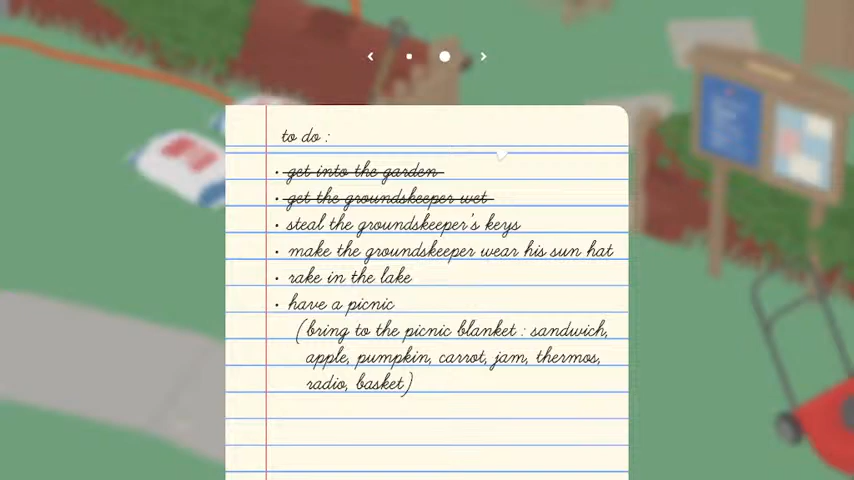 to do :
• get into the garden
• get the groundskeeper wet
• steal the groundskeeper's keys
• make the groundskeeper wear his sun hat
• rake in the lake
• have a picnic
(bring to the picnic blanket : sandwich,
apple, pumpkin, carrot, jam, thermos,
radio, basket)